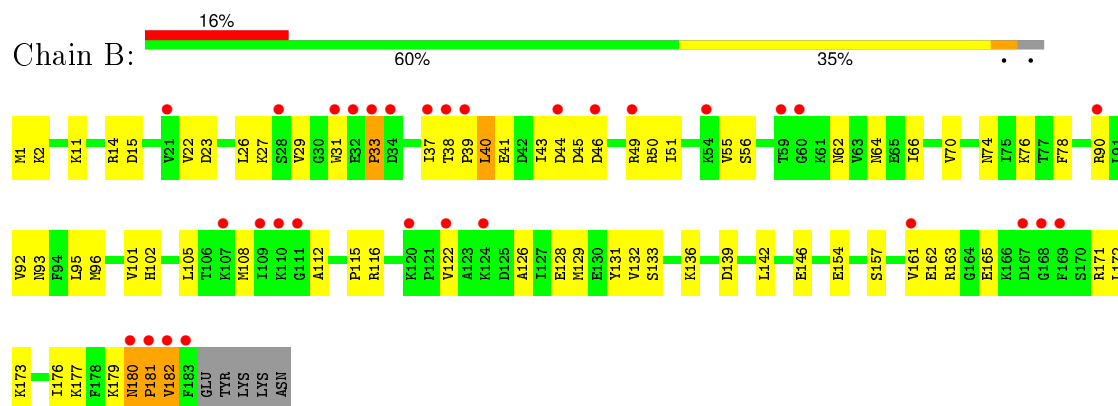 16%
Chain B:
60% 35% • •
M1 K2 K11 R14 D15 V21 V22 D23 L26 K27 S28 V29 G30 W31 E32 P33 D34 I37 T38 P39 L40 E41 D42 I43 D44 D45 D46 R49 R50 I51 K54 V55 S56 T59 G60 K61 N62 V63 N64 E65 I66 V70 N74 I75 K76 T77 F78 R90 L91
V92 N93 F94 L95 M96 V101 H102 L105 T106 K107 M108 I109 K110 G111 A112 P115 R116 K120 P121 V122 A123 K124 D125 A126 I127 E128 M129 E130 Y131 V132 S133 K136 D139 L142 E146 E154 S157 V161 E162 R163 G164 E165 K166 D167 G168 F169 S170 R171
K173 I176 K177 F178 K179 N180 P181 V182 F183 GLU TYR LYS LYS ASN